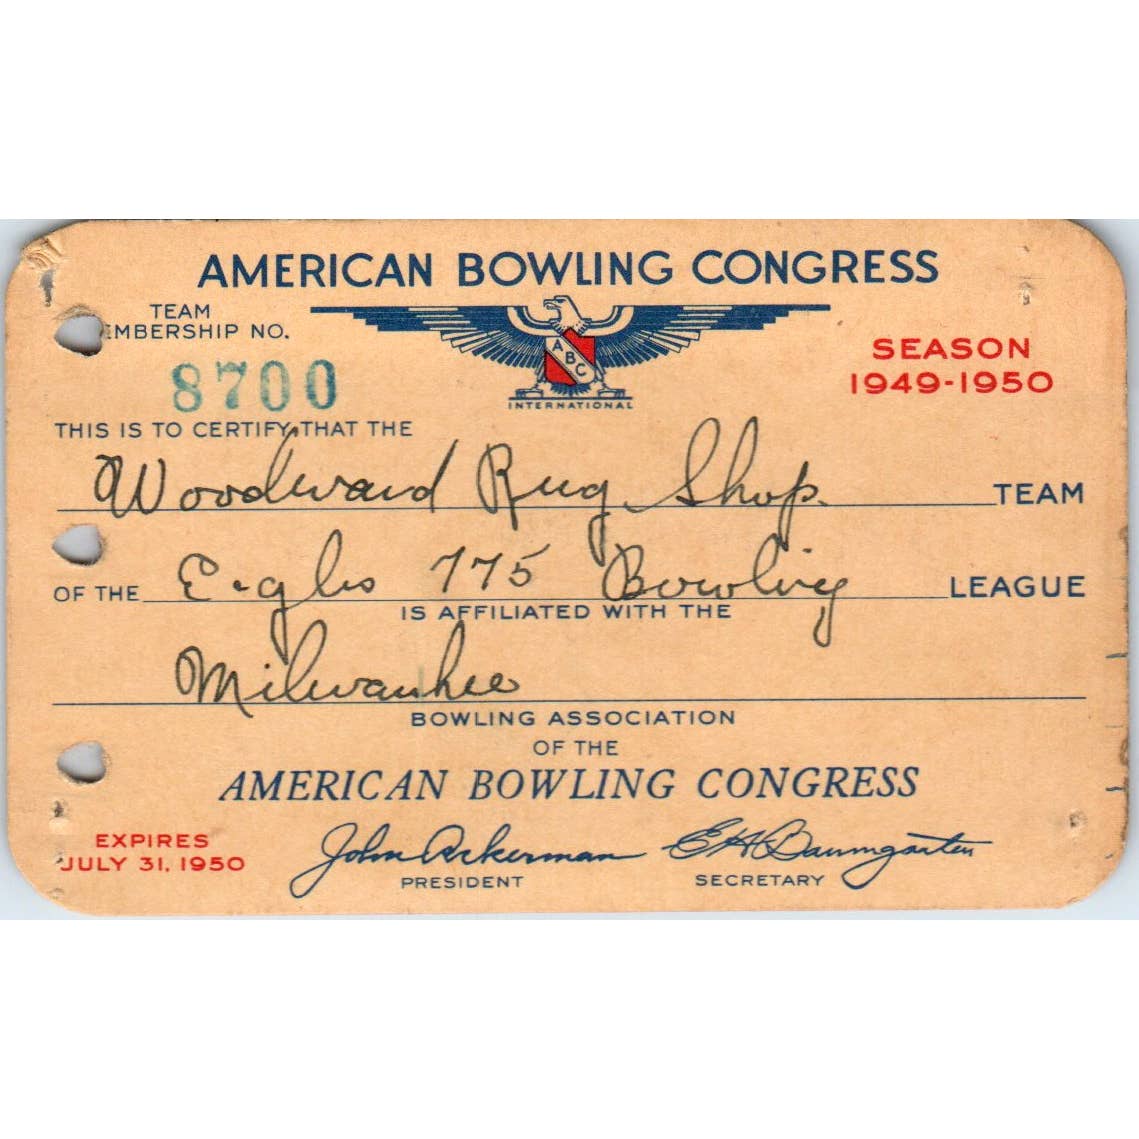 AMERICAN BOWLING CONGRESS
TEAM
MEMBERSHIP NO.
8700
A B C
INTERNATIONAL
SEASON
1949-1950
THIS IS TO CERTIFY THAT THE
Woodward Rug Shop. TEAM
OF THE 775 Bowling LEAGUE
IS AFFILIATED WITH THE
Milwaukee
BOWLING ASSOCIATION
OF THE
AMERICAN BOWLING CONGRESS
EXPIRES
JULY 31, 1950
John Ackerman
PRESIDENT
E H Baumgarten
SECRETARY